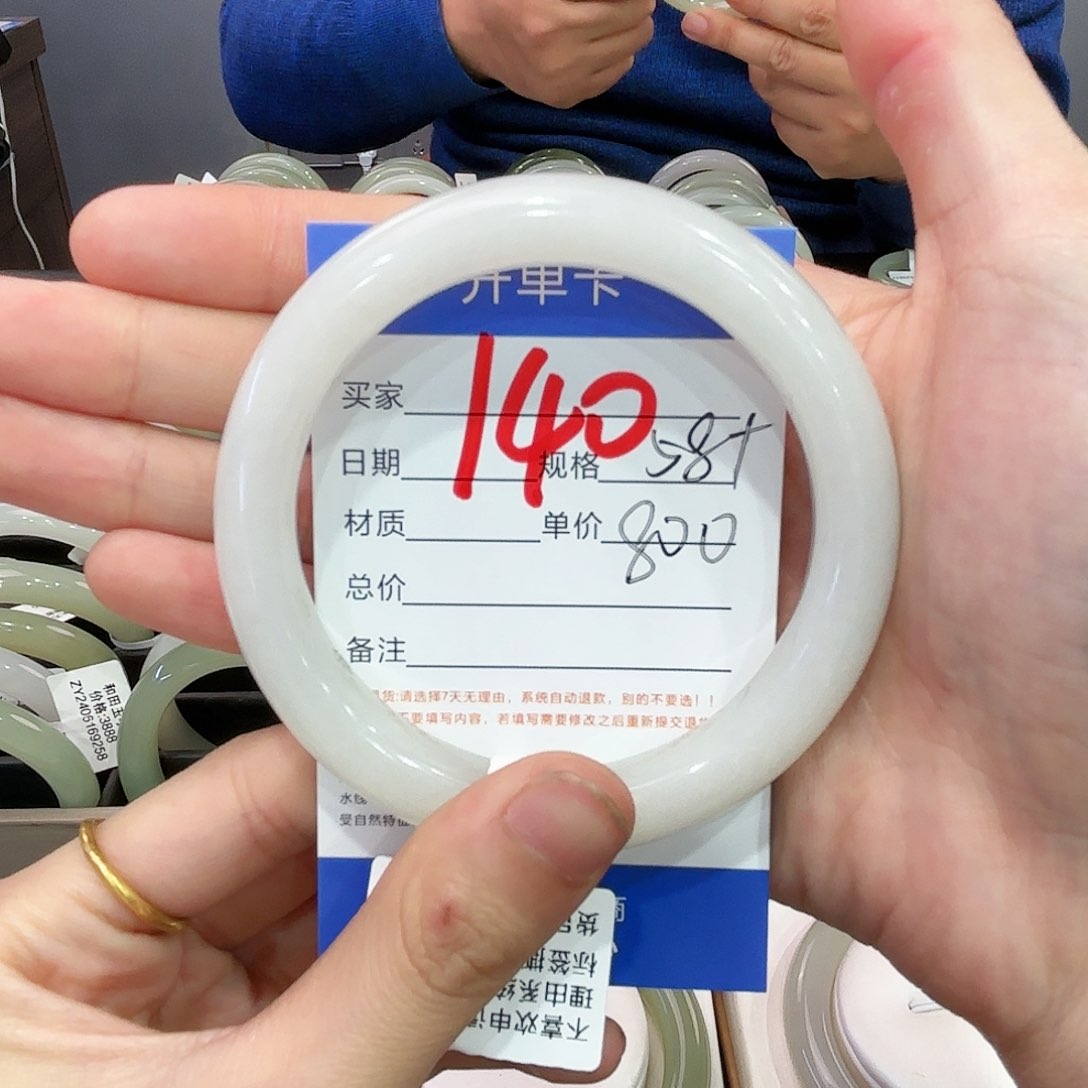 开单卡
140
买家
日期 规格 58+
材质 单价 800
总价
备注
货:请选择7天无理由，系统自动退款，别的不要选！！
不要填写内容，若填写需要修改之后重新提交退货
受自然特
和田玉
价格:3888
ZY2405169258
标签
理由系统
不喜欢申